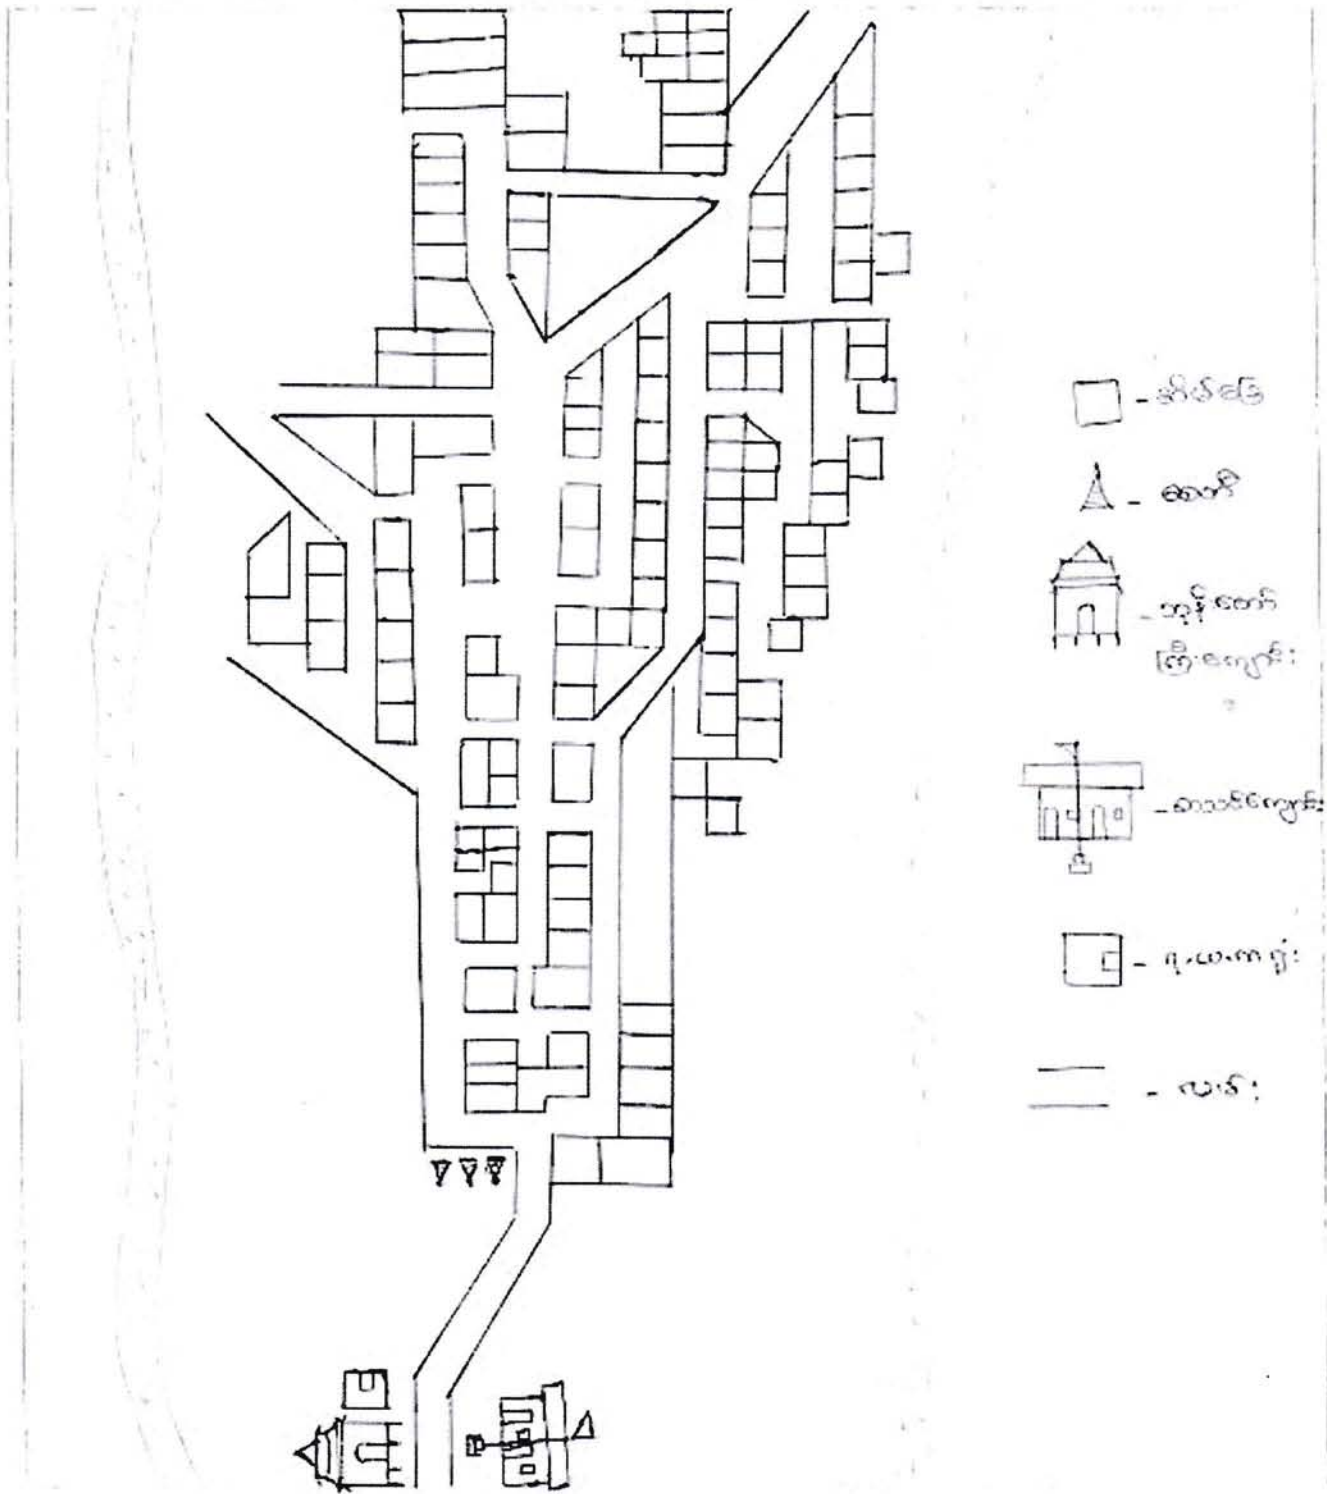 - အိမ်ခြေ
- စေတီ
- ဘုန်းတော်
ကြီးကျောင်း
- စာသင်ကျောင်း
- ရ.ယ.က ရုံး
- လမ်း